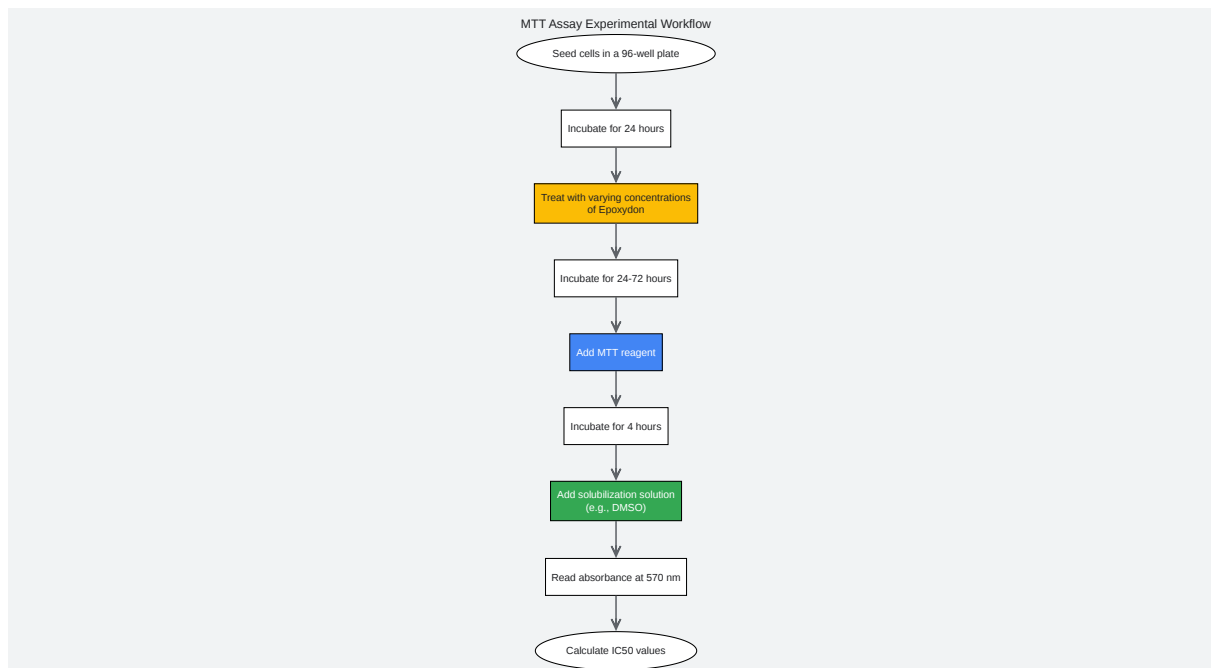 MTT Assay Experimental Workflow
Seed cells in a 96-well plate
Incubate for 24 hours
Treat with varying concentrations
of Epoxydon
Incubate for 24-72 hours
Add MTT reagent
Incubate for 4 hours
Add solubilization solution
(e.g., DMSO)
Read absorbance at 570 nm
Calculate IC50 values